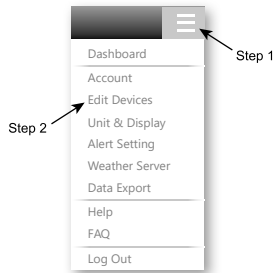 Step 1
Dashboard
Account
Edit Devices
Step 2
Unit & Display
Alert Setting
Weather Server
Data Export
Help
FAQ
Log Out